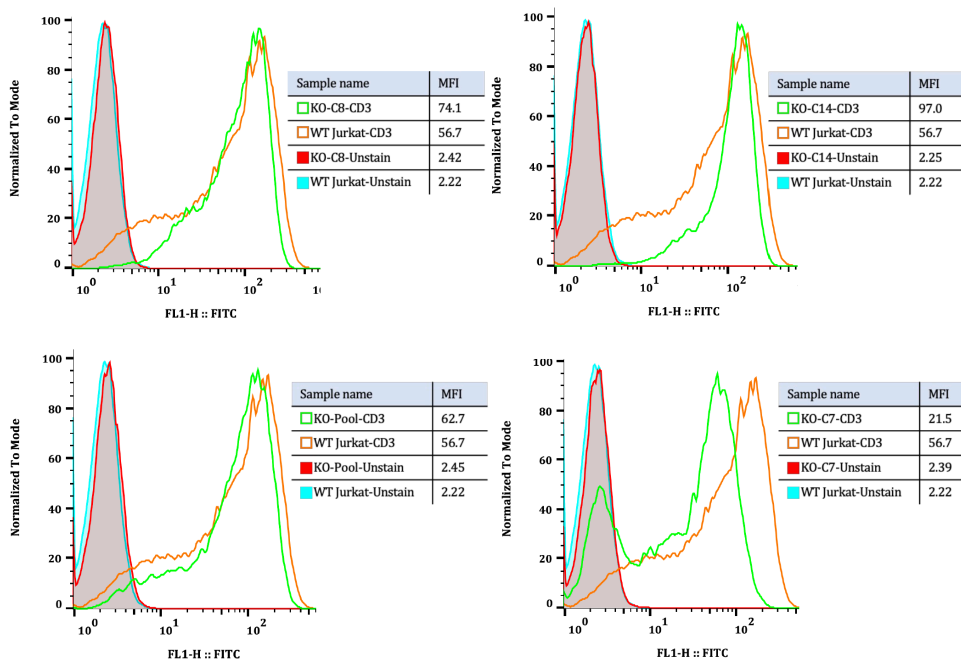 100
80
60
40
20
0
Normalized To Mode
10^0 10^1 10^2
FL1-H :: FITC
Sample name MFI
KO-C8-CD3 74.1
WT Jurkat-CD3 56.7
KO-C8-Unstain 2.42
WT Jurkat-Unstain 2.22
100
80
60
40
20
0
Normalized To Mode
10^0 10^1 10^2
FL1-H :: FITC
Sample name MFI
KO-C14-CD3 97.0
WT Jurkat-CD3 56.7
KO-C14-Unstain 2.25
WT Jurkat-Unstain 2.22
100
80
60
40
20
0
Normalized To Mode
10^0 10^1 10^2
FL1-H :: FITC
Sample name MFI
KO-Pool-CD3 62.7
WT Jurkat-CD3 56.7
KO-Pool-Unstain 2.45
WT Jurkat-Unstain 2.22
100
80
60
40
20
0
Normalized To Mode
10^0 10^1 10^2
FL1-H :: FITC
Sample name MFI
KO-C7-CD3 21.5
WT Jurkat-CD3 56.7
KO-C7-Unstain 2.39
WT Jurkat-Unstain 2.22